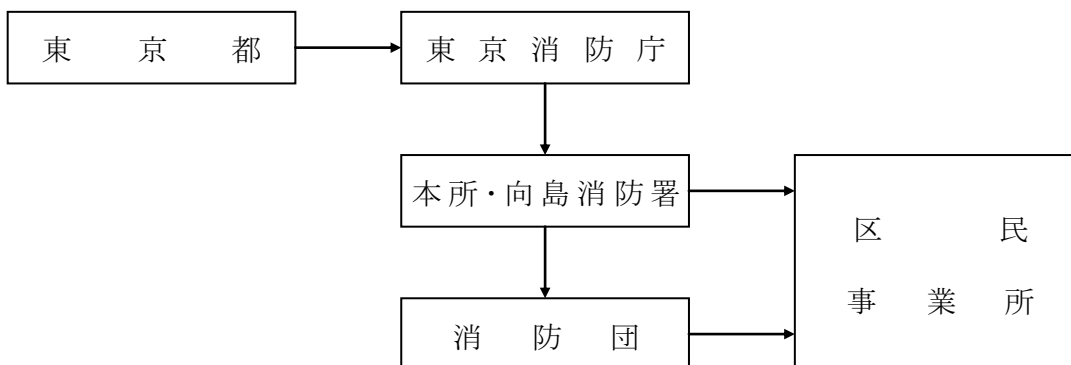 東京都
東京消防庁
本所・向島消防署
区民
事業所
消防団